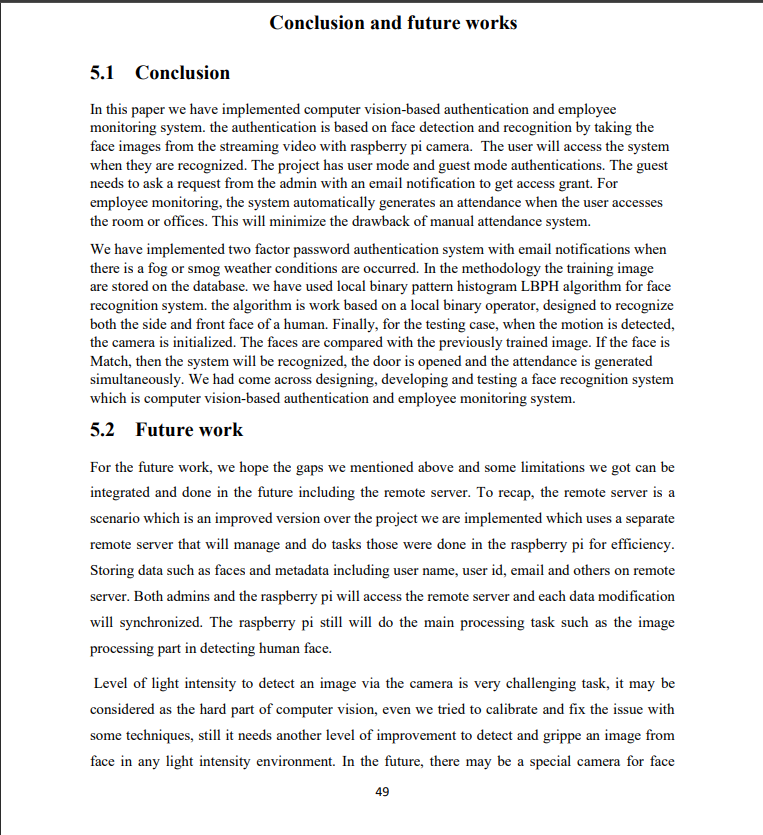 Conclusion and future works
5.1 Conclusion
In this paper we have implemented computer vision-based authentication and employee
monitoring system. the authentication is based on face detection and recognition by taking the
face images from the streaming video with raspberry pi camera. The user will access the system
when they are recognized. The project has user mode and guest mode authentications. The guest
needs to ask a request from the admin with an email notification to get access grant. For
employee monitoring, the system automatically generates an attendance when the user accesses
the room or offices. This will minimize the drawback of manual attendance system.
We have implemented two factor password authentication system with email notifications when
there is a fog or smog weather conditions are occurred. In the methodology the training image
are stored on the database. we have used local binary pattern histogram LBPH algorithm for face
recognition system. the algorithm is work based on a local binary operator, designed to recognize
both the side and front face of a human. Finally, for the testing case, when the motion is detected,
the camera is initialized. The faces are compared with the previously trained image. If the face is
Match, then the system will be recognized, the door is opened and the attendance is generated
simultaneously. We had come across designing, developing and testing a face recognition system
which is computer vision-based authentication and employee monitoring system.
5.2 Future work
For the future work, we hope the gaps we mentioned above and some limitations we got can be
integrated and done in the future including the remote server. To recap, the remote server is a
scenario which is an improved version over the project we are implemented which uses a separate
remote server that will manage and do tasks those were done in the raspberry pi for efficiency.
Storing data such as faces and metadata including user name, user id, email and others on remote
server. Both admins and the raspberry pi will access the remote server and each data modification
will synchronized. The raspberry pi still will do the main processing task such as the image
processing part in detecting human face.
Level of light intensity to detect an image via the camera is very challenging task, it may be
considered as the hard part of computer vision, even we tried to calibrate and fix the issue with
some techniques, still it needs another level of improvement to detect and grippe an image from
face in any light intensity environment. In the future, there may be a special camera for face
49